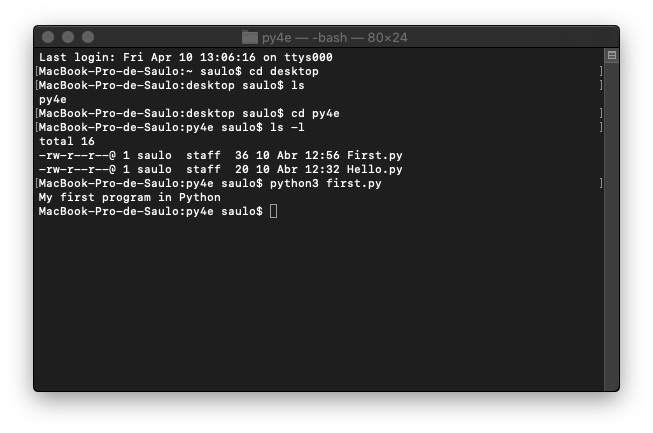 py4e — -bash — 80×24
Last login: Fri Apr 10 13:06:16 on ttys000
[MacBook-Pro-de-Saulo:~ saulo$ cd desktop ]
[MacBook-Pro-de-Saulo:desktop saulo$ ls ]
py4e
[MacBook-Pro-de-Saulo:desktop saulo$ cd py4e ]
[MacBook-Pro-de-Saulo:py4e saulo$ ls -l ]
total 16
-rw-r--r--@ 1 saulo  staff  36 10 Abr 12:56 First.py
-rw-r--r--@ 1 saulo  staff  20 10 Abr 12:32 Hello.py
[MacBook-Pro-de-Saulo:py4e saulo$ python3 first.py ]
My first program in Python
MacBook-Pro-de-Saulo:py4e saulo$